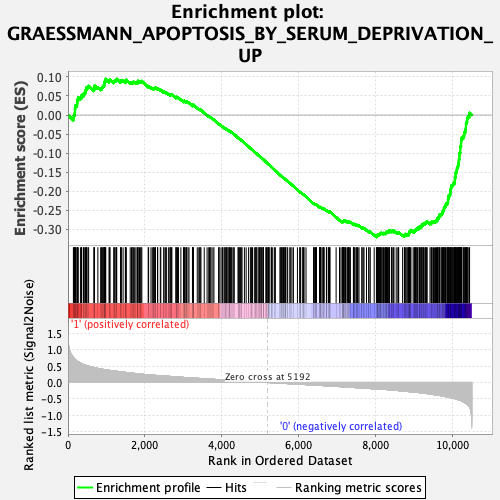 Enrichment plot:
GRAESSMANN_APOPTOSIS_BY_SERUM_DEPRIVATION_
UP
Enrichment score (ES)
0.10
0.05
0.00
-0.05
-0.10
-0.15
-0.20
-0.25
-0.30
'1' (positively correlated)
Ranked list metric (Signal2Noise)
1.5
1.0
0.5
0.0
-0.5
-1.0
-1.5
Zero cross at 5192
'0' (negatively correlated)
0
2,000
4,000
6,000
8,000
10,000
Rank in Ordered Dataset
Enrichment profile
Hits
Ranking metric scores